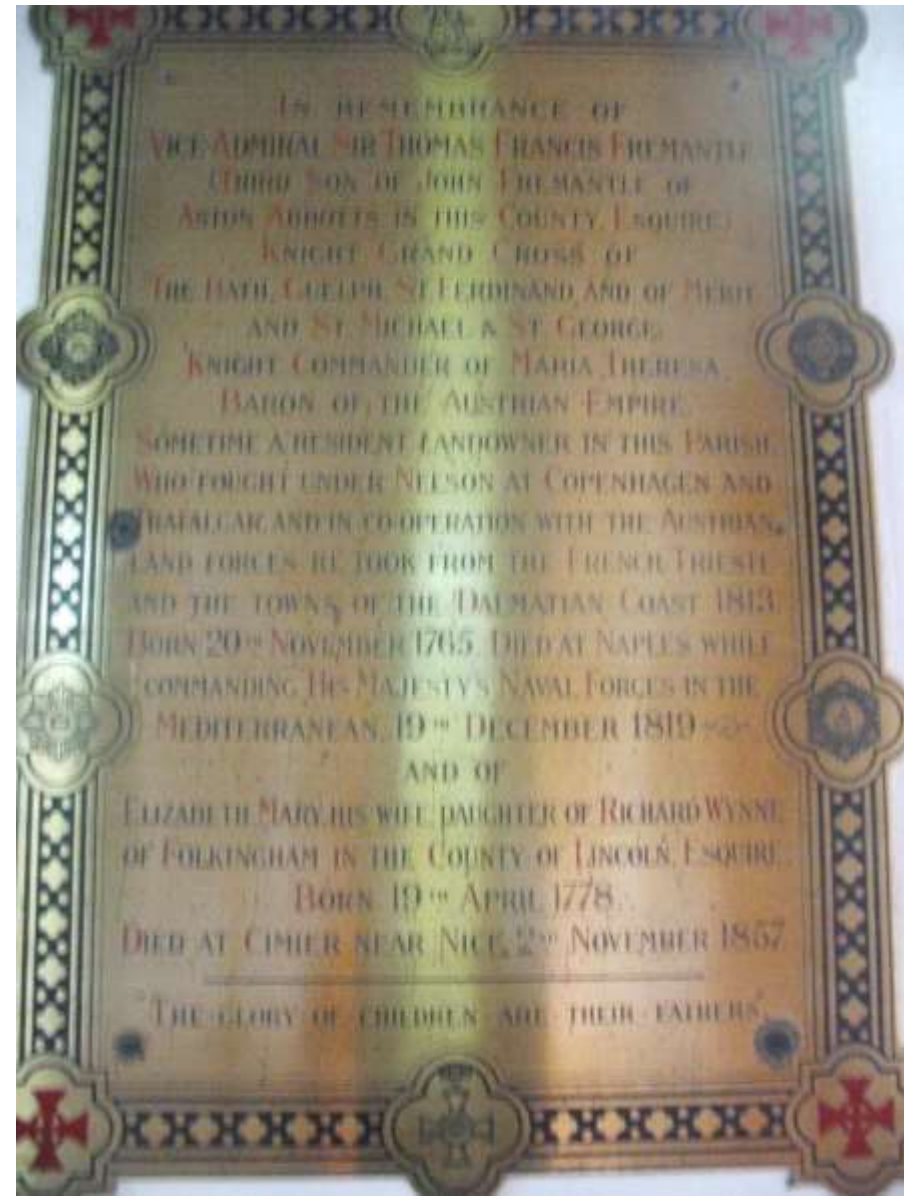 IN REMEMBRANCE OF
VICE-ADMIRAL SIR THOMAS FRANCIS FREMANTLE
(THIRD SON OF JOHN FREMANTLE OF
ASTON ABBOTTS, IN THIS COUNTY, ESQUIRE)
KNIGHT GRAND CROSS OF
THE BATH, GUELPH, ST FERDINAND AND OF MERIT
AND ST MICHAEL & ST GEORGE,
KNIGHT COMMANDER OF MARIA THERESA,
BARON OF THE AUSTRIAN EMPIRE.
SOMETIME A RESIDENT LANDOWNER IN THIS PARISH,
WHO FOUGHT UNDER NELSON AT COPENHAGEN AND
TRAFALGAR, AND IN CO-OPERATION WITH THE AUSTRIAN
LAND FORCES RE-TOOK FROM THE FRENCH TRIESTE
AND THE TOWNS OF THE DALMATIAN COAST 1813
BORN 20TH NOVEMBER 1765. DIED AT NAPLES WHILE
COMMANDING HIS MAJESTY'S NAVAL FORCES IN THE
MEDITERRANEAN, 19TH DECEMBER 1819
AND OF
ELIZABETH MARY, HIS WIFE, DAUGHTER OF RICHARD WYNNE
OF FOLKINGHAM IN THE COUNTY OF LINCOLN, ESQUIRE.
BORN 19TH APRIL 1778.
DIED AT CIMIER NEAR NICE, 2ND NOVEMBER 1857
"THE GLORY OF CHILDREN ARE THEIR FATHERS"